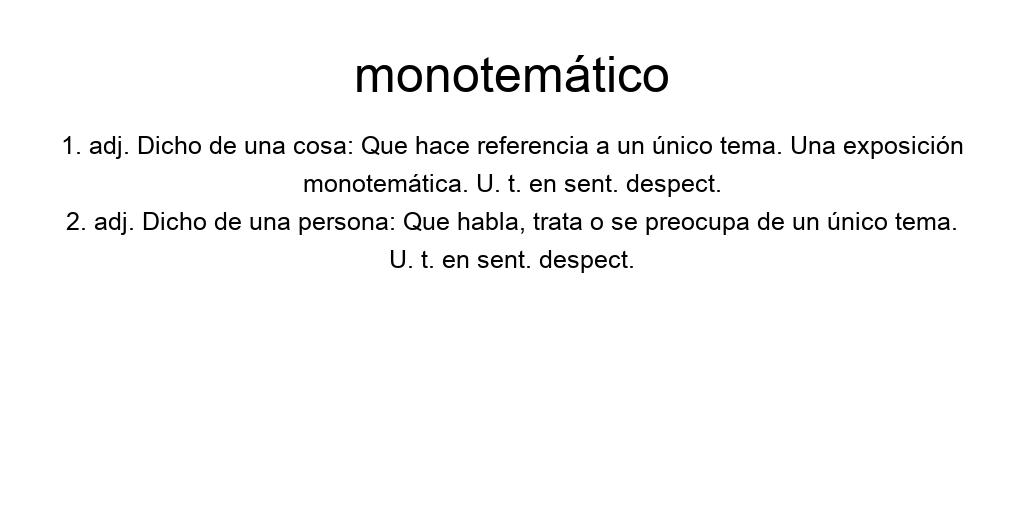 monotemático
1. adj. Dicho de una cosa: Que hace referencia a un único tema. Una exposición
monotemática. U. t. en sent. despect.
2. adj. Dicho de una persona: Que habla, trata o se preocupa de un único tema.
U. t. en sent. despect.